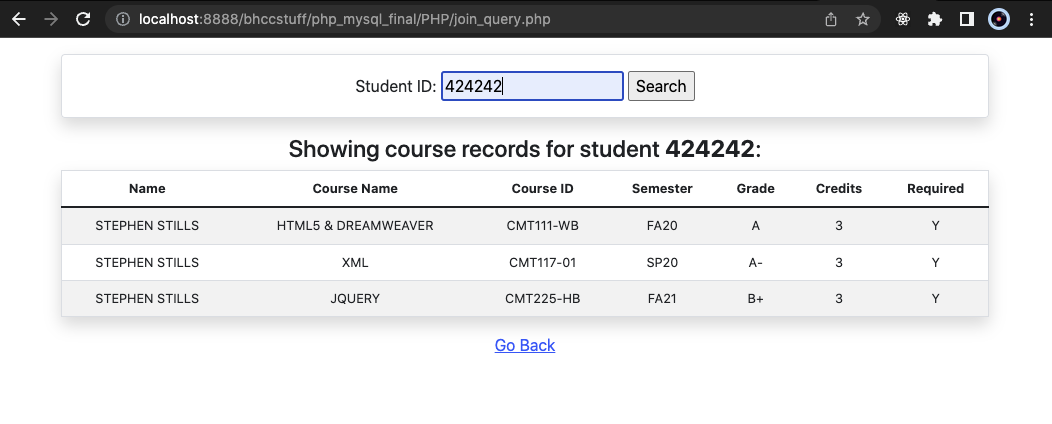 localhost:8888/bhccstuff/php_mysql_final/PHP/join_query.php
Student ID: 424242 Search
Showing course records for student 424242:
Name Course Name Course ID Semester Grade Credits Required
STEPHEN STILLS HTML5 & DREAMWEAVER CMT111-WB FA20 A 3 Y
STEPHEN STILLS XML CMT117-01 SP20 A- 3 Y
STEPHEN STILLS JQUERY CMT225-HB FA21 B+ 3 Y
Go Back